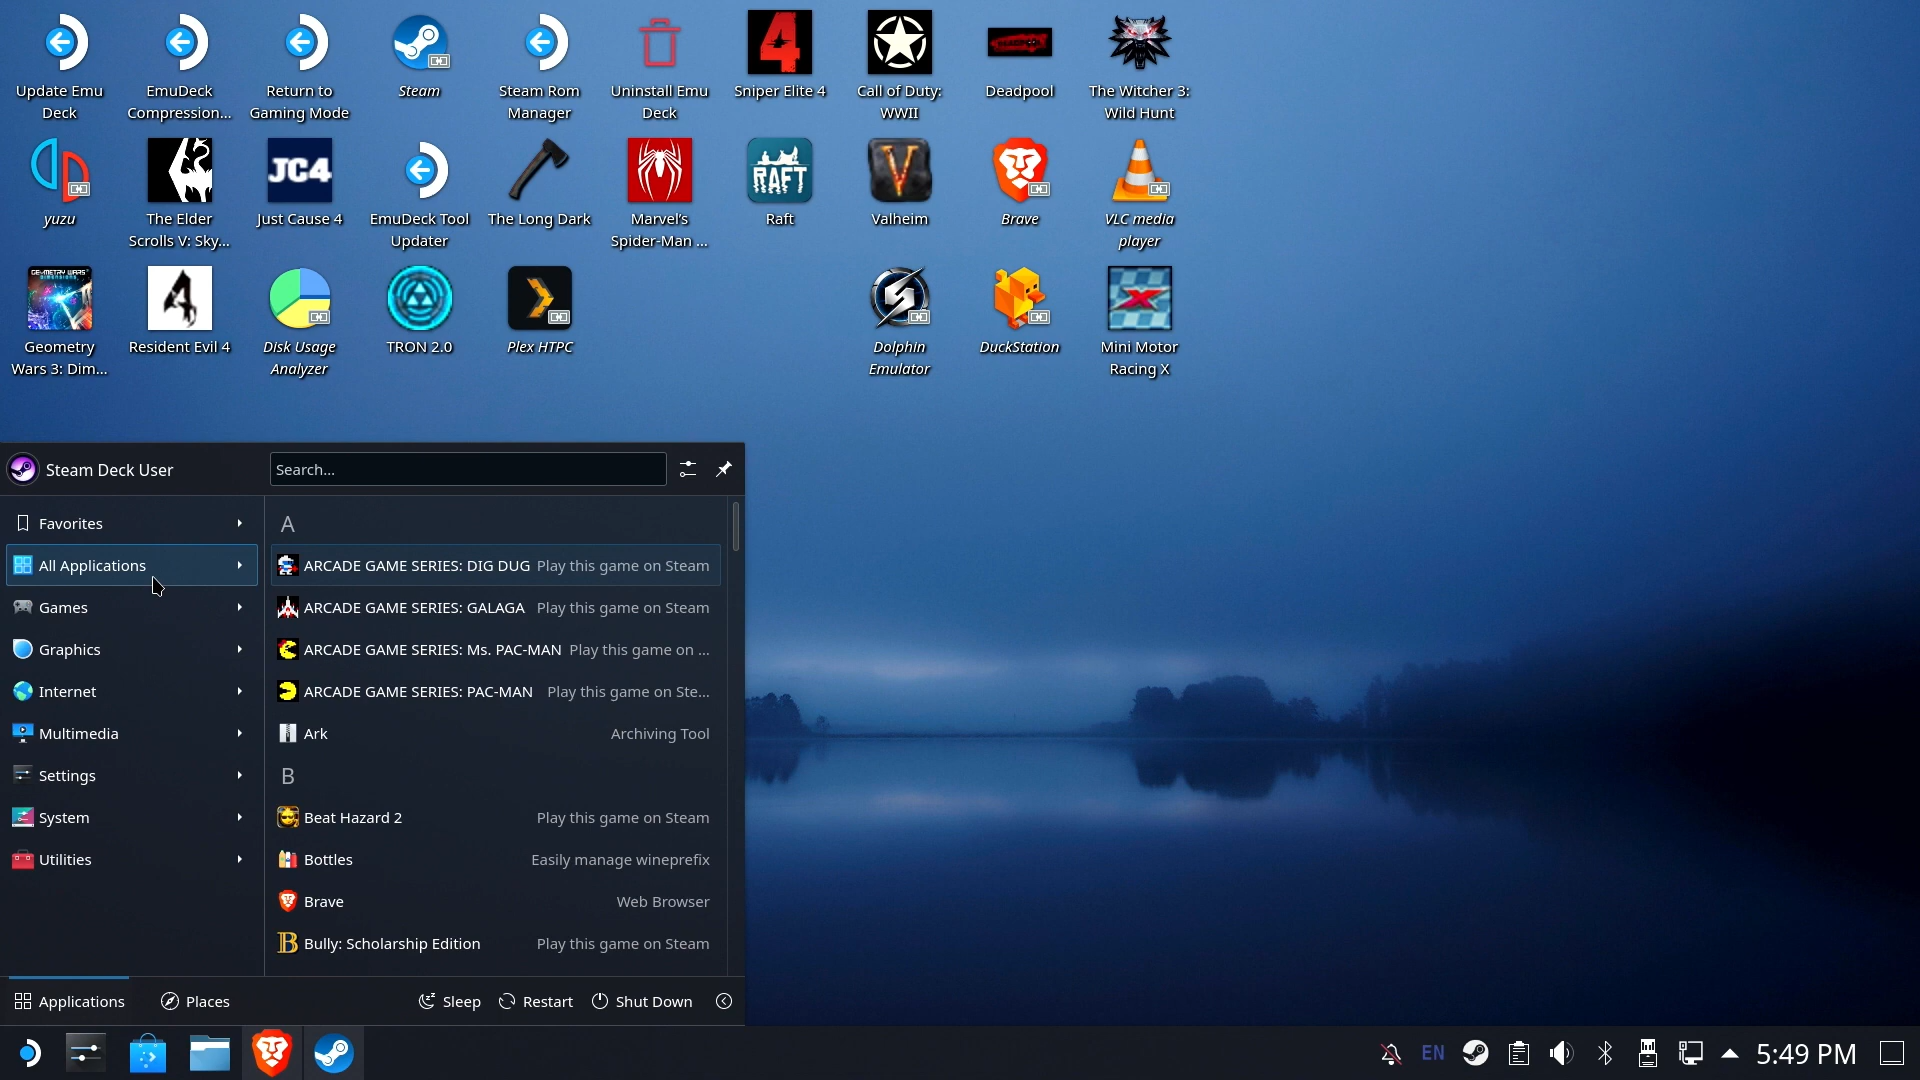 Update Emu
Deck
EmuDeck
Compression...
Return to
Gaming Mode
Steam
Steam Rom
Manager
Uninstall Emu
Deck
4
Sniper Elite 4
Call of Duty:
WWII
Deadpool
The Witcher 3:
Wild Hunt
yuzu
The Elder
Scrolls V: Sky...
JC4
Just Cause 4
EmuDeck Tool
Updater
The Long Dark
Marvel's
Spider-Man ...
RAFT
Raft
V
Valheim
Brave
VLC media
player
GEOMETRY WARS
Geometry
Wars 3: Dim...
4
Resident Evil 4
Disk Usage
Analyzer
TRON 2.0
Plex HTPC
Dolphin
Emulator
DuckStation
X
Mini Motor
Racing X
Steam Deck User
Search...
Favorites
All Applications
Games
Graphics
Internet
Multimedia
Settings
System
Utilities
A
ARCADE GAME SERIES: DIG DUG Play this game on Steam
ARCADE GAME SERIES: GALAGA Play this game on Steam
ARCADE GAME SERIES: Ms. PAC-MAN Play this game on ...
ARCADE GAME SERIES: PAC-MAN Play this game on Ste...
Ark Archiving Tool
B
Beat Hazard 2 Play this game on Steam
Bottles Easily manage wineprefix
Brave Web Browser
B Bully: Scholarship Edition Play this game on Steam
Applications Places Sleep Restart Shut Down
EN 5:49 PM